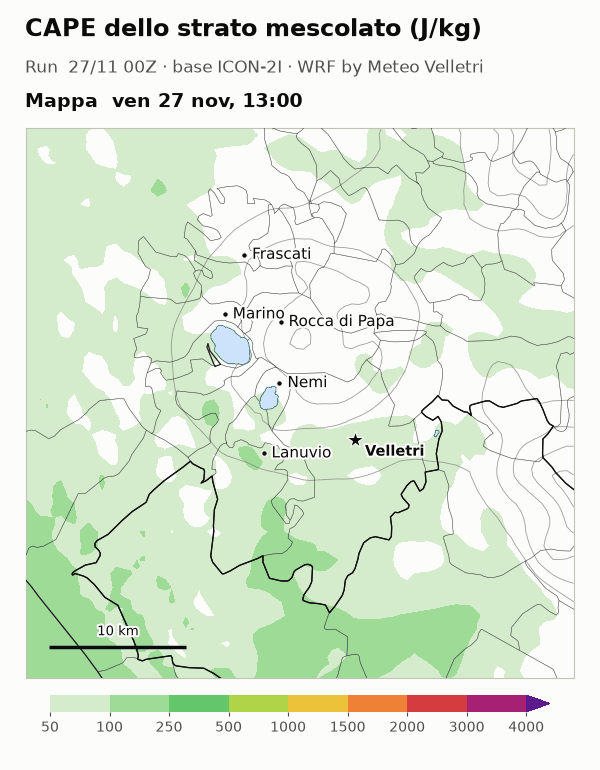 CAPE dello strato mescolato (J/kg)
Run  27/11 00Z · base ICON-2I · WRF by Meteo Velletri
Mappa  ven 27 nov, 13:00
Frascati
Marino
Rocca di Papa
Nemi
Velletri
Lanuvio
10 km
50 100 250 500 1000 1500 2000 3000 4000